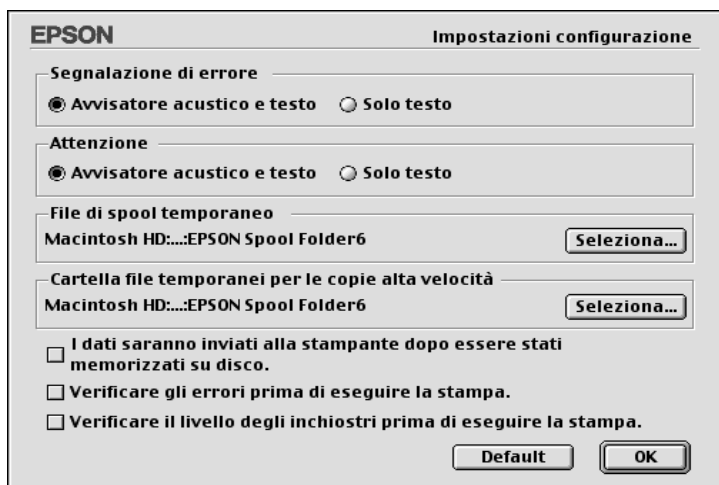 EPSON Impostazioni configurazione
Segnalazione di errore
Avvisatore acustico e testo Solo testo
Attenzione
Avvisatore acustico e testo Solo testo
File di spool temporaneo
Macintosh HD:...:EPSON Spool Folder6 Seleziona...
Cartella file temporanei per le copie alta velocità
Macintosh HD:...:EPSON Spool Folder6 Seleziona...
I dati saranno inviati alla stampante dopo essere stati
memorizzati su disco.
Verificare gli errori prima di eseguire la stampa.
Verificare il livello degli inchiostri prima di eseguire la stampa.
Default OK